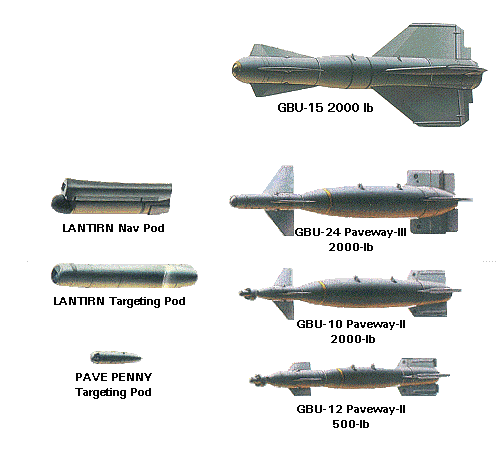 GBU-15 2000 lb
LANTIRN Nav Pod
GBU-24 Paveway-III
2000-lb
LANTIRN Targeting Pod
GBU-10 Paveway-II
2000-lb
PAVE PENNY
Targeting Pod
GBU-12 Paveway-II
500-lb